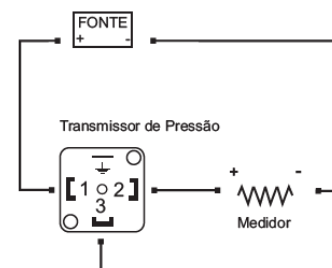 FONTE
+ -
Transmissor de Pressão
1 2
3
+ -
Medidor